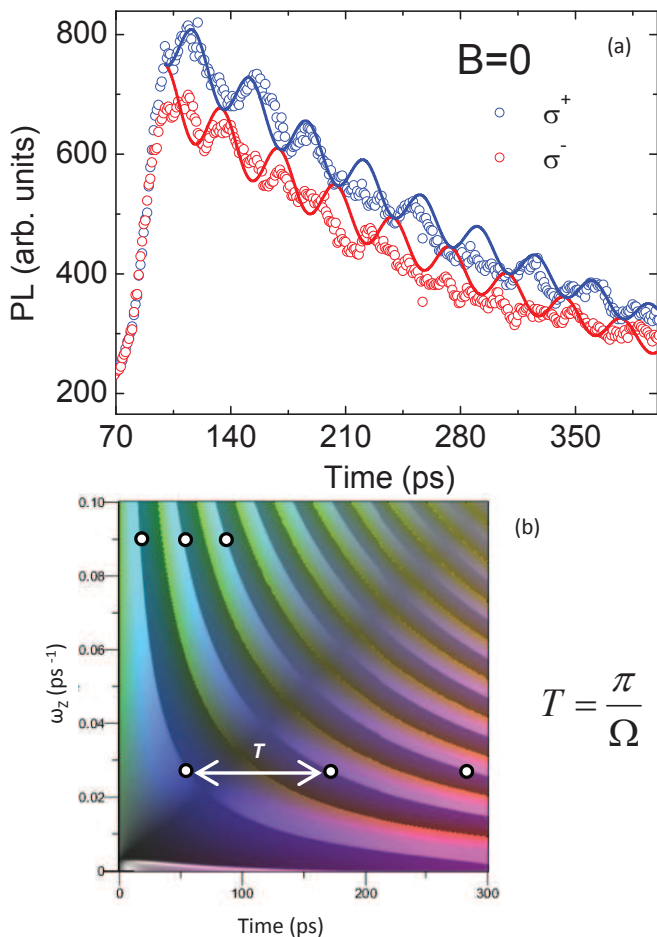 (a)
B=0
σ+
σ-
800
600
400
200
PL (arb. units)
70 140 210 280 350
Time (ps)
(b)
0.10
0.08
0.06
0.04
0.02
0
ωZ (ps -1)
T
0 100 200 300
Time (ps)
T = π/Ω